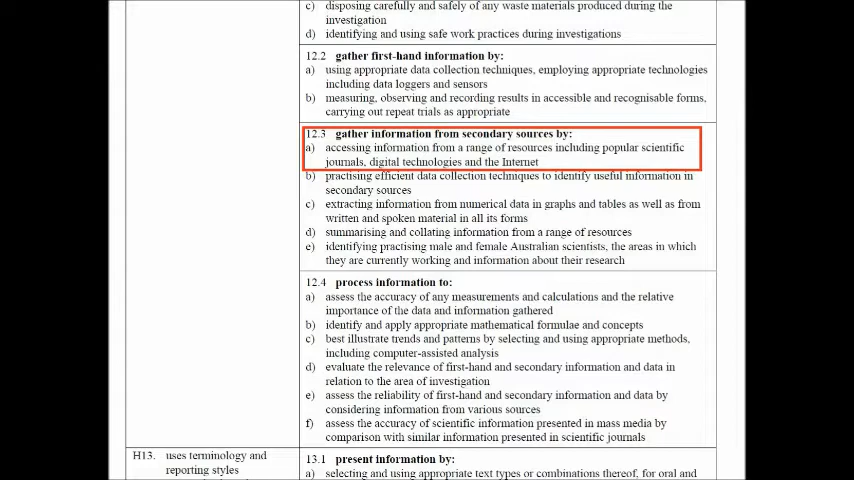 c) disposing carefully and safely of any waste materials produced during the
investigation
d) identifying and using safe work practices during investigations
12.2 gather first-hand information by:
a) using appropriate data collection techniques, employing appropriate technologies
including data loggers and sensors
b) measuring, observing and recording results in accessible and recognisable forms,
carrying out repeat trials as appropriate
12.3 gather information from secondary sources by:
a) accessing information from a range of resources including popular scientific
journals, digital technologies and the Internet
b) practising efficient data collection techniques to identify useful information in
secondary sources
c) extracting information from numerical data in graphs and tables as well as from
written and spoken material in all its forms
d) summarising and collating information from a range of resources
e) identifying practising male and female Australian scientists, the areas in which
they are currently working and information about their research
12.4 process information to:
a) assess the accuracy of any measurements and calculations and the relative
importance of the data and information gathered
b) identify and apply appropriate mathematical formulae and concepts
c) best illustrate trends and patterns by selecting and using appropriate methods,
including computer-assisted analysis
d) evaluate the relevance of first-hand and secondary information and data in
relation to the area of investigation
e) assess the reliability of first-hand and secondary information and data by
considering information from various sources
f) assess the accuracy of scientific information presented in mass media by
comparison with similar information presented in scientific journals
H13. uses terminology and
reporting styles
13.1 present information by:
a) selecting and using appropriate text types or combinations thereof, for oral and